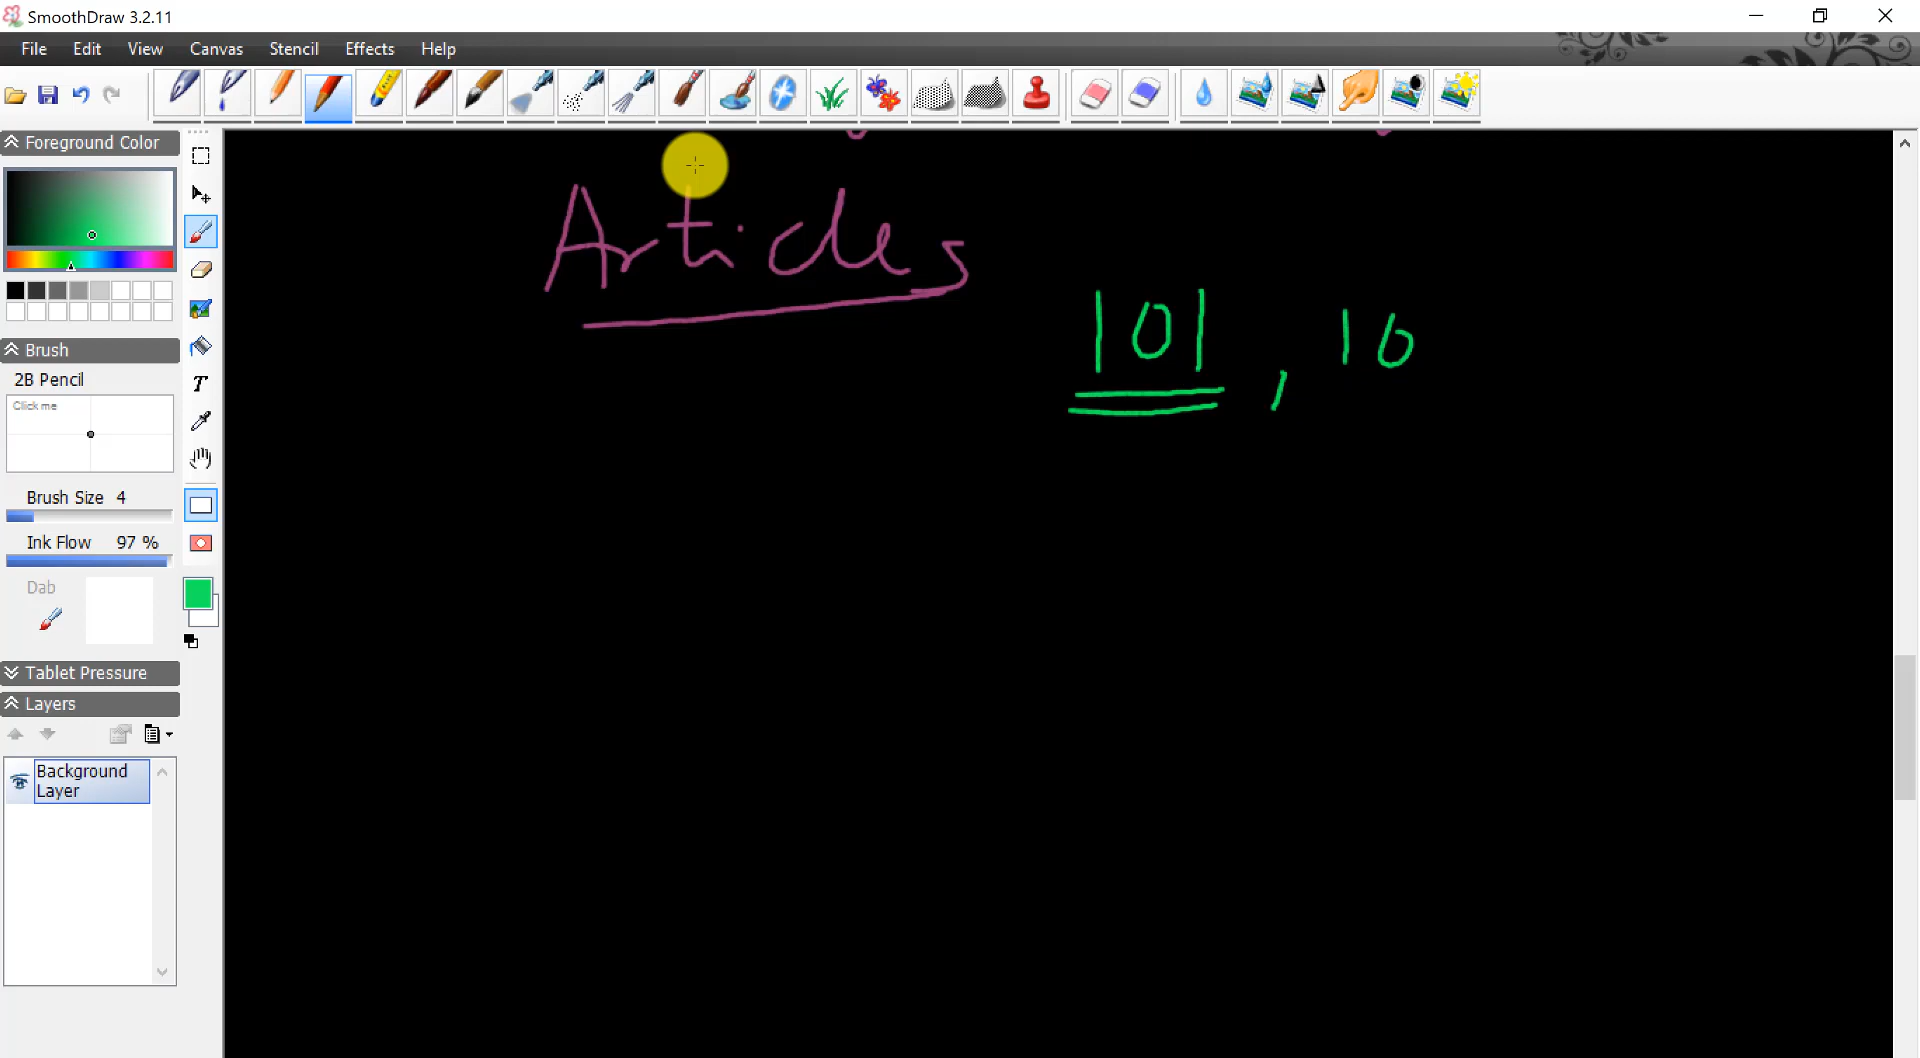 SmoothDraw 3.2.11
File Edit View Canvas Stencil Effects Help
Foreground Color
Brush
2B Pencil
Click me
Brush Size 4
Ink Flow 97 %
Dab
Tablet Pressure
Layers
Background
Layer
Articles
101, 10